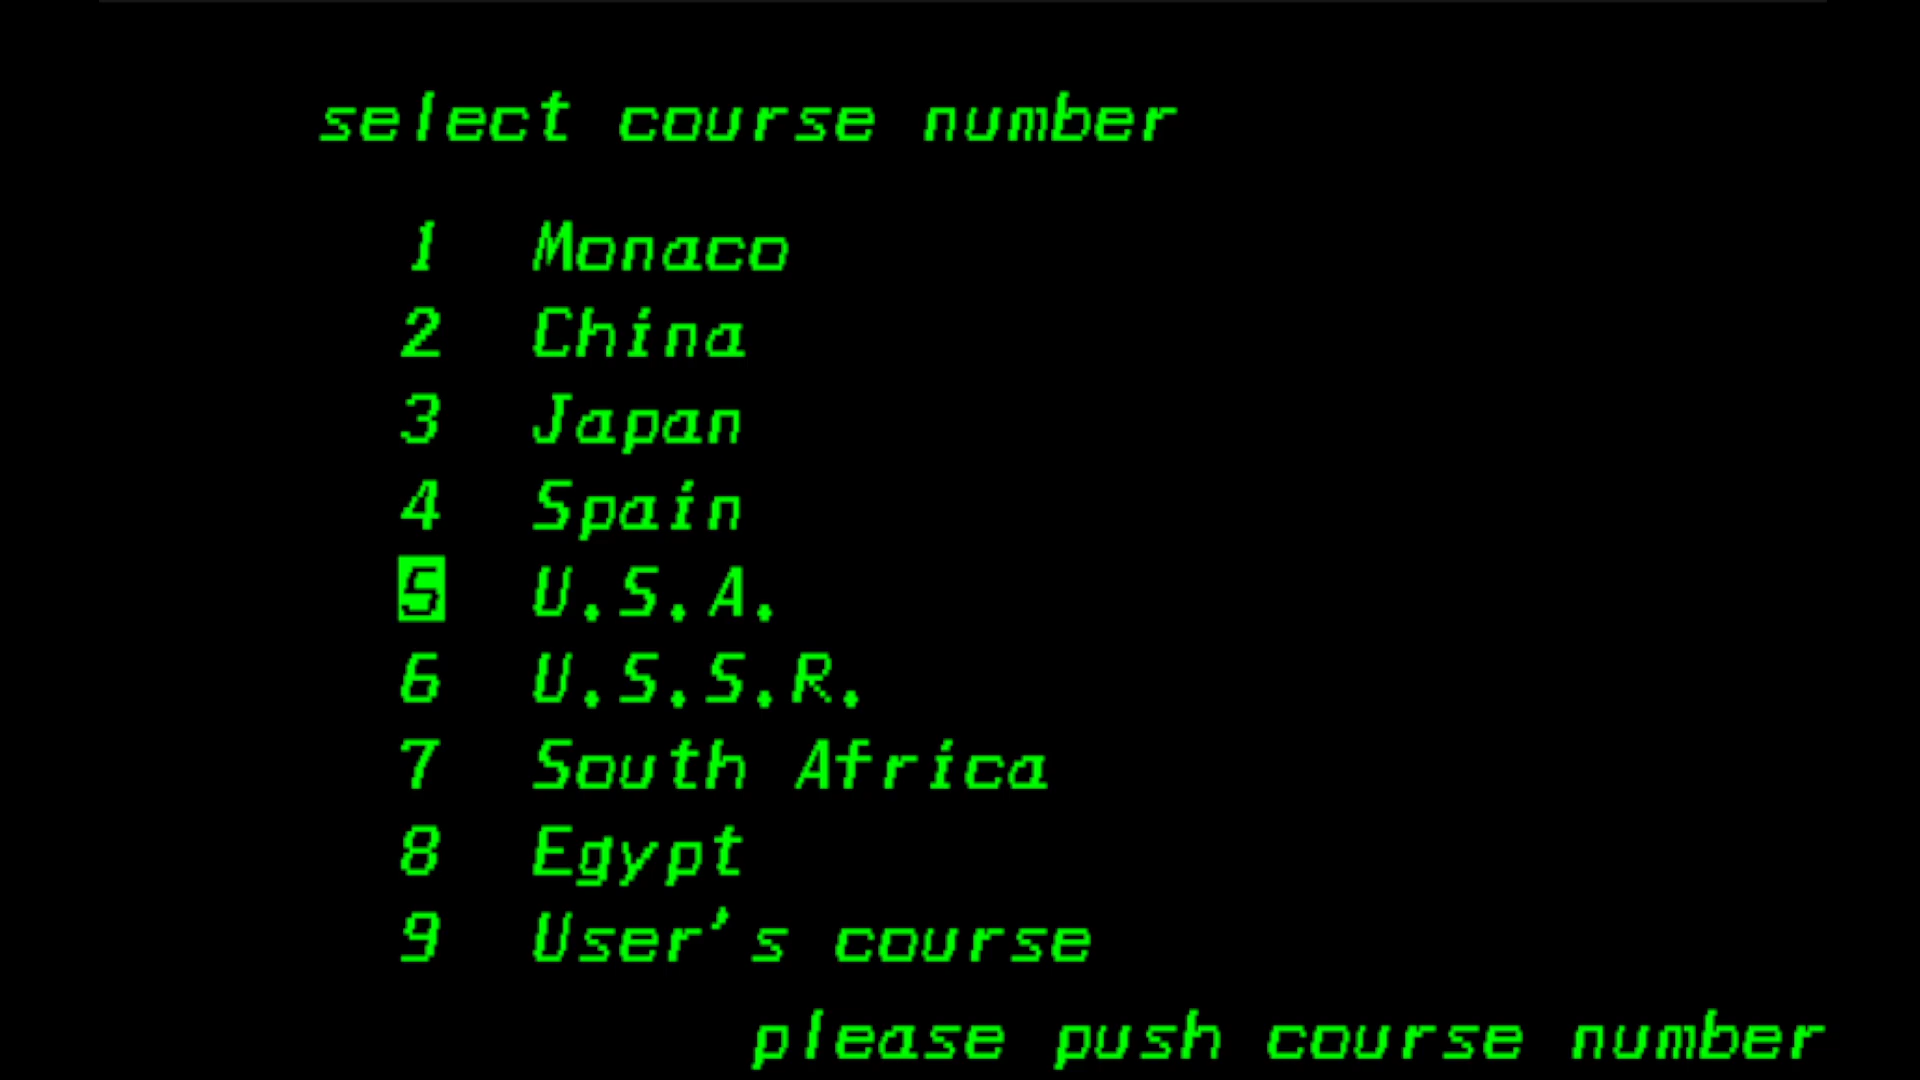 select course number
1 Monaco
2 China
3 Japan
4 Spain
5 U.S.A.
6 U.S.S.R.
7 South Africa
8 Egypt
9 User's course
please push course number